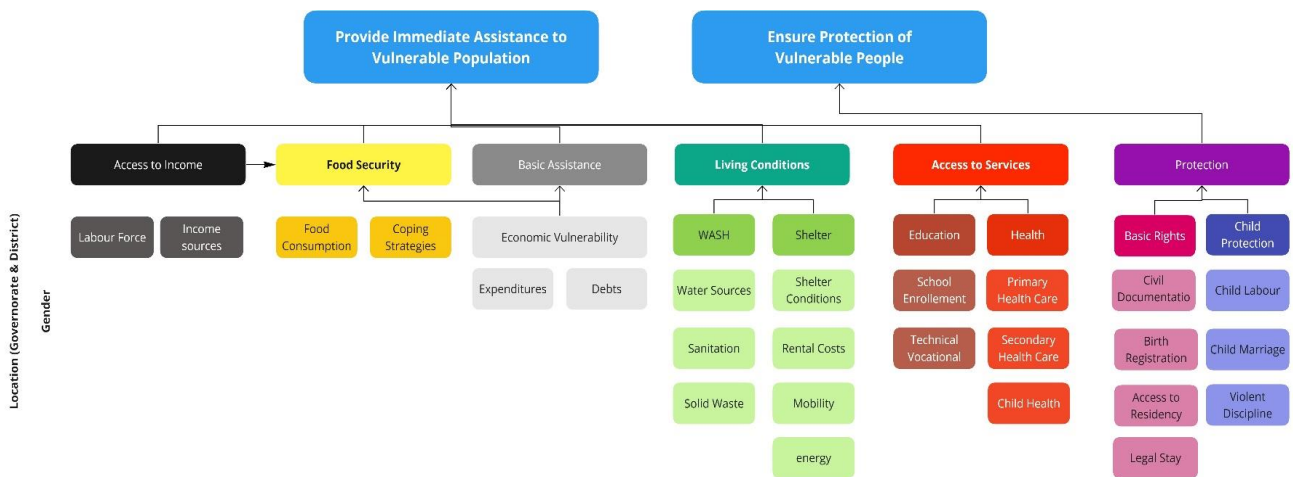 Provide Immediate Assistance to
Vulnerable Population
Ensure Protection of
Vulnerable People
Access to Income
Food Security
Basic Assistance
Living Conditions
Access to Services
Protection
Labour Force
Income
sources
Food
Consumption
Coping
Strategies
Economic Vulnerability
Expenditures
Debts
WASH
Shelter
Water Sources
Shelter
Conditions
Sanitation
Rental Costs
Solid Waste
Mobility
energy
Education
Health
School
Enrollement
Primary
Health Care
Technical
Vocational
Secondary
Health Care
Child Health
Basic Rights
Child
Protection
Civil
Documentatio
Child Labour
Birth
Registration
Child Marriage
Access to
Residency
Violent
Discipline
Legal Stay
Location (Governorate & District)
Gender